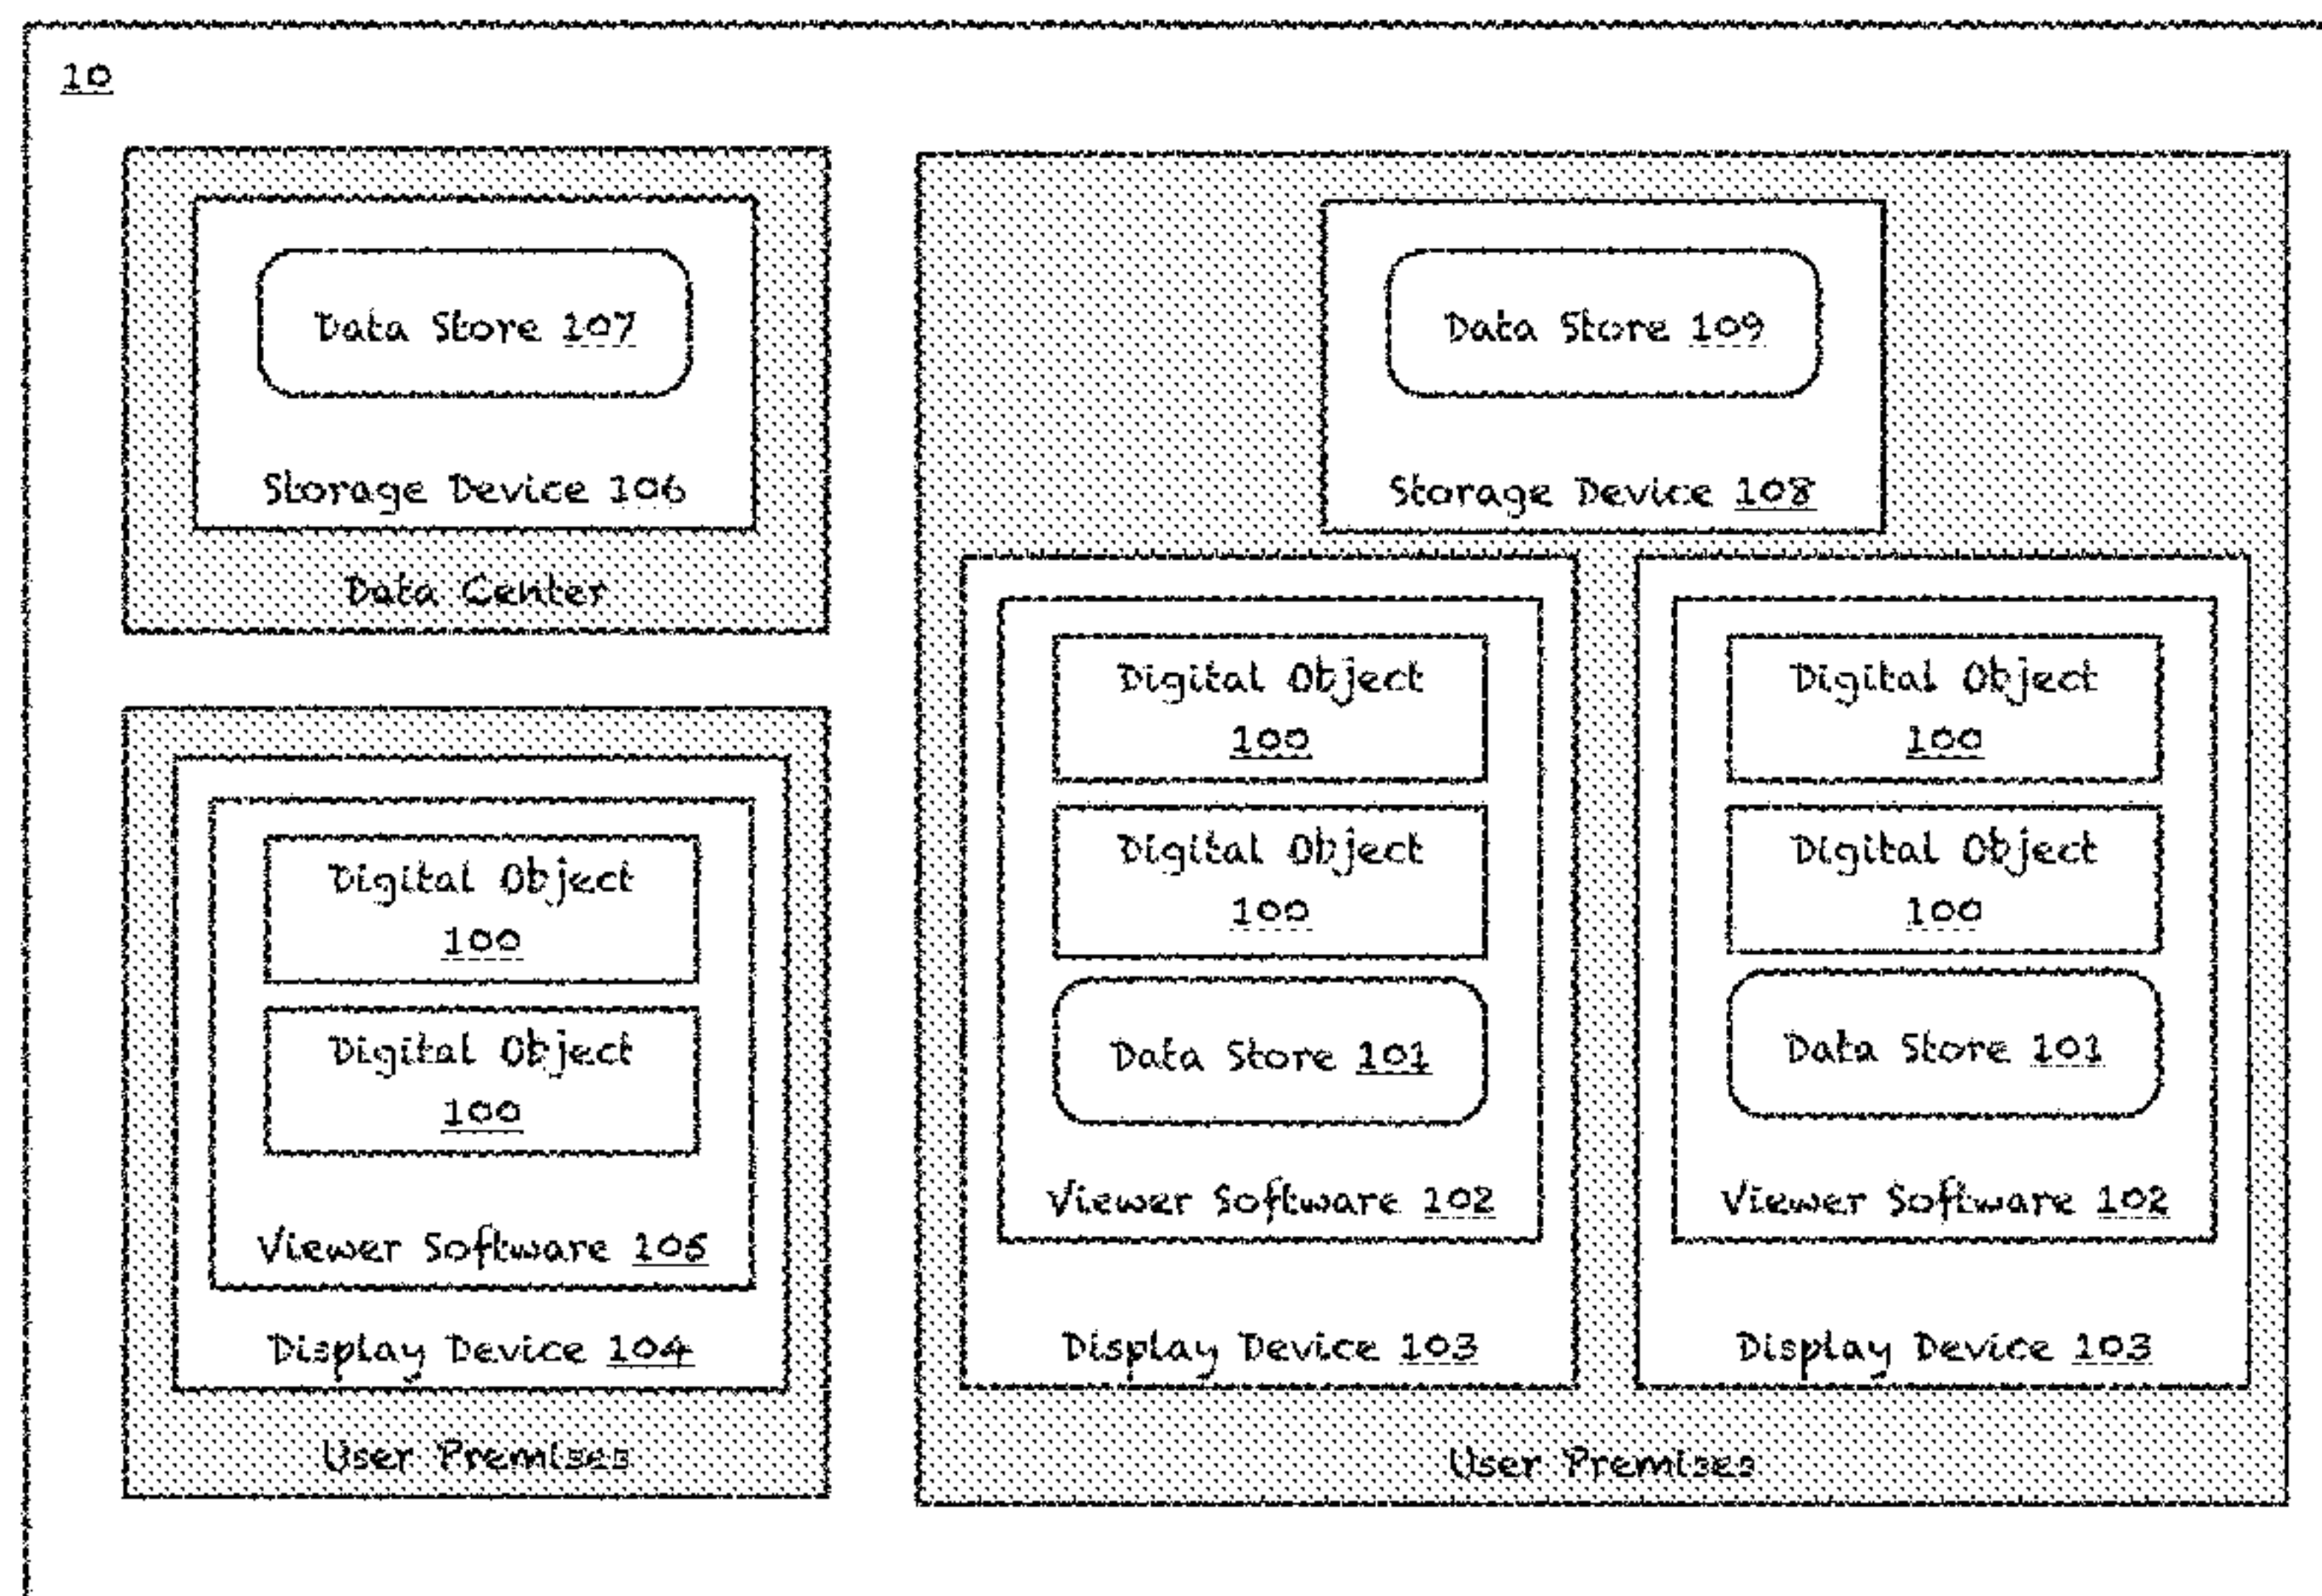 10
Data Store 107
Storage Device 106
Data Center
Digital Object
100
Digital Object
100
Viewer Software 105
Display Device 104
User Premises
Data Store 109
Storage Device 108
Digital Object
100
Digital Object
100
Data Store 101
Viewer Software 102
Display Device 103
Digital Object
100
Digital Object
100
Data Store 101
Viewer Software 102
Display Device 103
User Premises